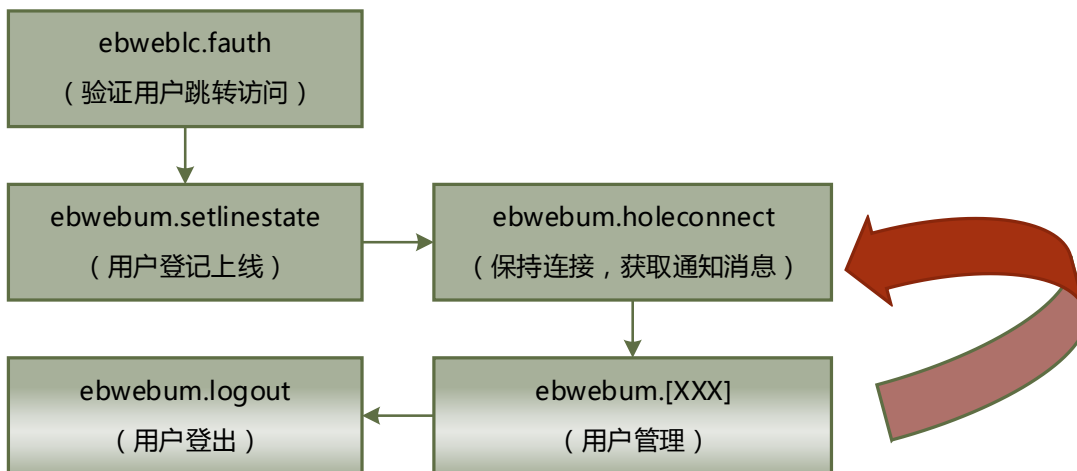 ebweblc.fauth
（验证用户跳转访问）
ebwebum.setlinestate
（用户登记上线）
ebwebum.holeconnect
（保持连接，获取通知消息）
ebwebum.logout
（用户登出）
ebwebum.[XXX]
（用户管理）